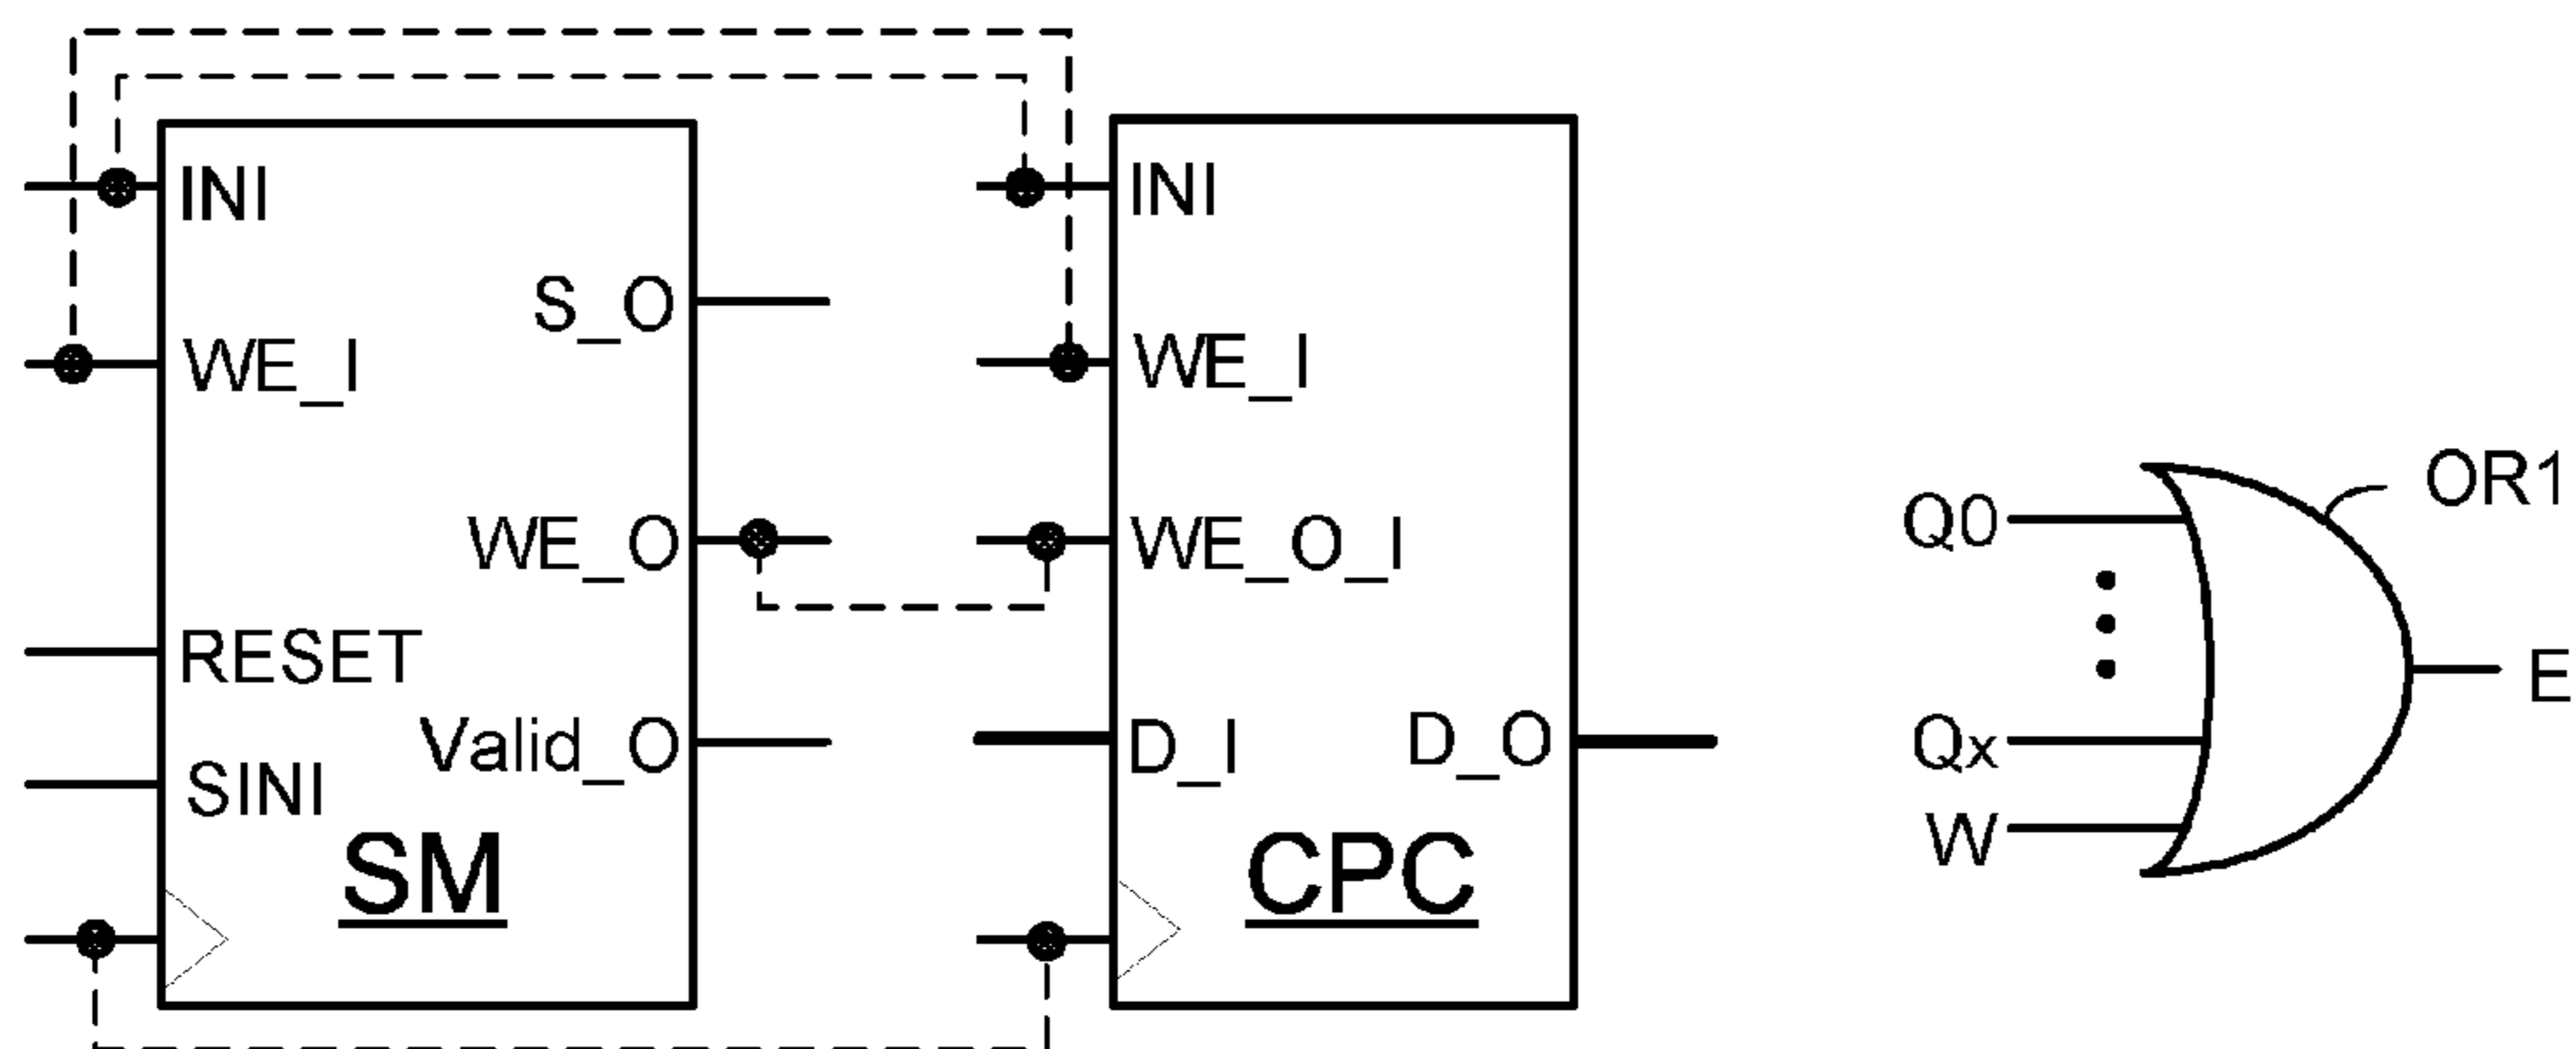 INI
S_O
WE_I
WE_O
RESET
Valid_O
SINI
SM
INI
WE_I
WE_O_I
D_I
D_O
CPC
OR1
Q0
Qx
W
E